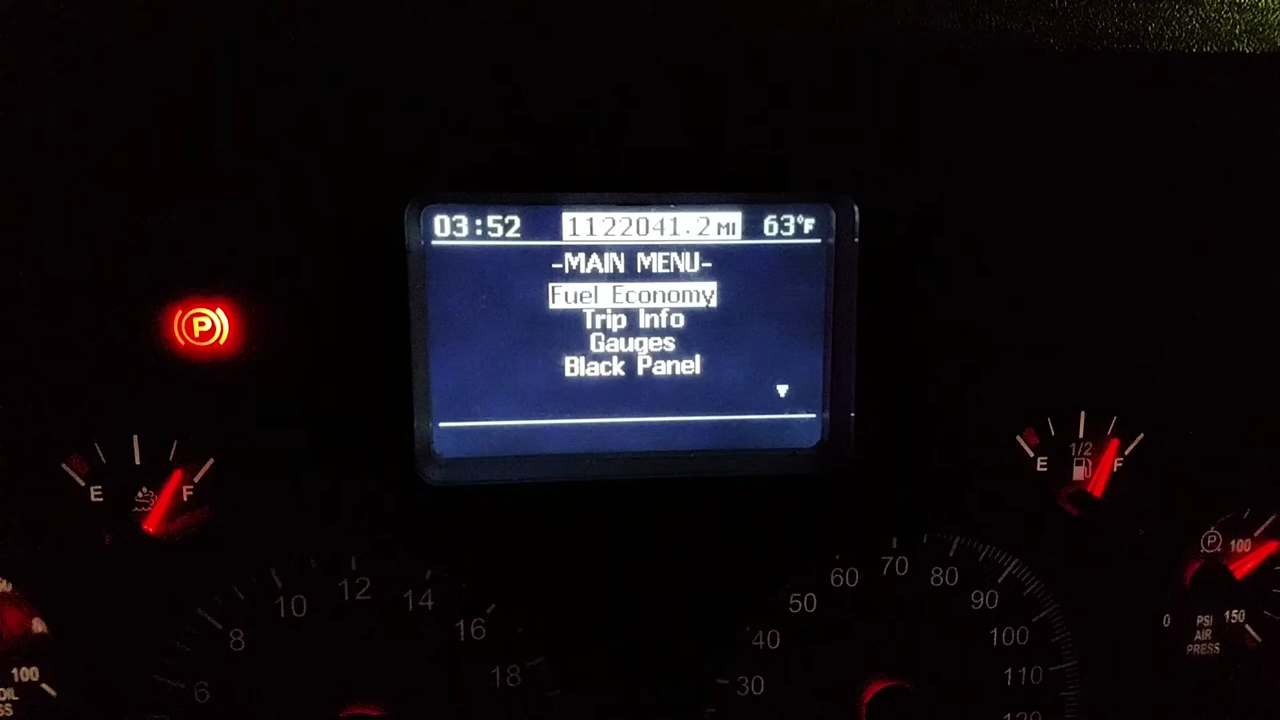 03:52 1122041.2 MI 63°F
-MAIN MENU-
Fuel Economy
Trip Info
Gauges
Black Panel
P
E F
E 1/2 F
P 100
0 PSI 150
AIR
PRESS
6 8 10 12 14 16 18
30 40 50 60 70 80 90 100 110 120
100
OIL